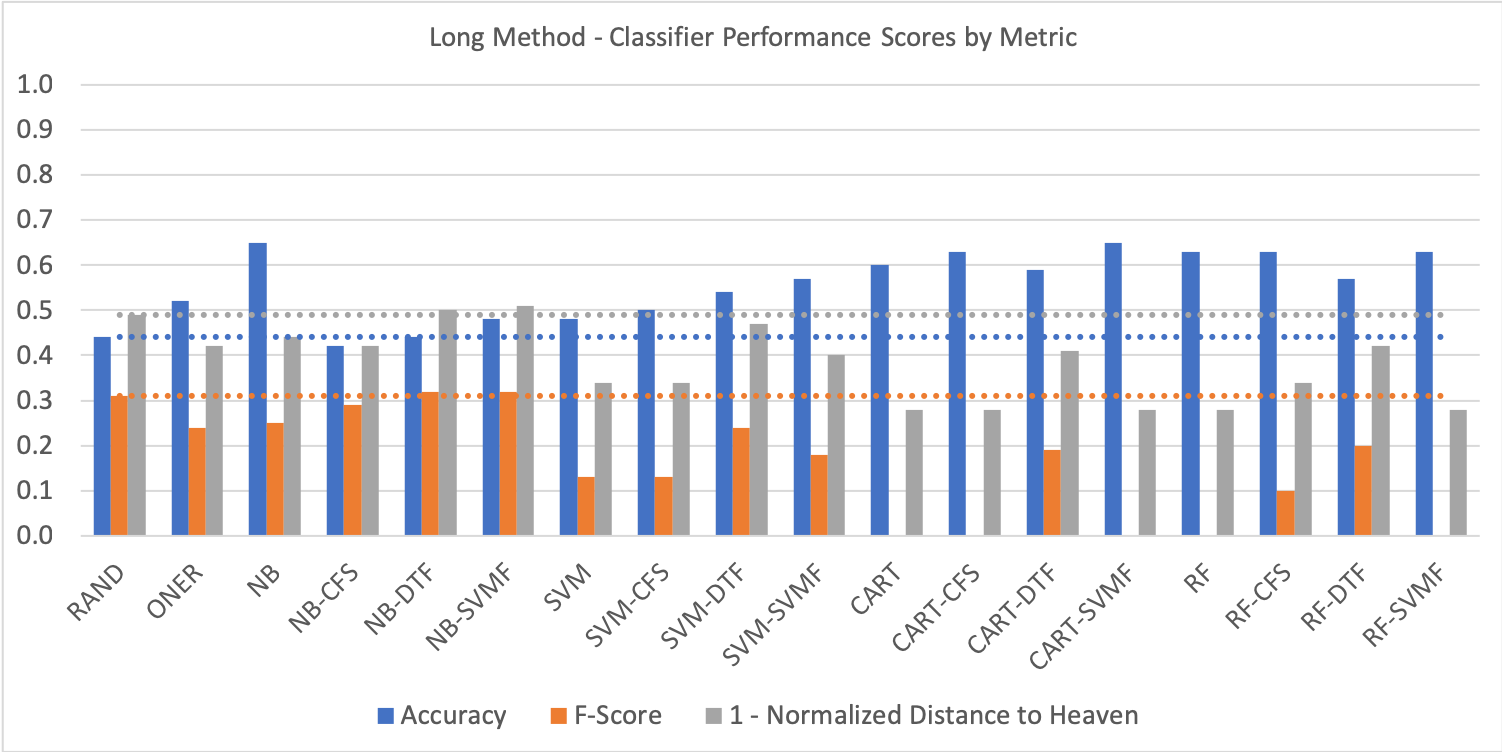 Long Method - Classifier Performance Scores by Metric
1.0
0.9
0.8
0.7
0.6
0.5
0.4
0.3
0.2
0.1
0.0
RAND
ONER
NB
NB-CFS
NB-DTF
NB-SVMF
SVM
SVM-CFS
SVM-DTF
SVM-SVMF
CART
CART-CFS
CART-DTF
CART-SVMF
RF
RF-CFS
RF-DTF
RF-SVMF
Accuracy F-Score 1 - Normalized Distance to Heaven